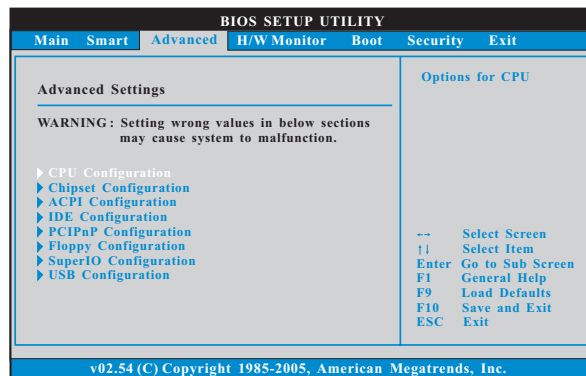 BIOS SETUP UTILITY
Main Smart Advanced H/W Monitor Boot Security Exit
Advanced Settings
WARNING : Setting wrong values in below sections
may cause system to malfunction.
CPU Configuration
Chipset Configuration
ACPI Configuration
IDE Configuration
PCIPnP Configuration
Floppy Configuration
SuperIO Configuration
USB Configuration
Options for CPU
←→ Select Screen
↑↓ Select Item
Enter Go to Sub Screen
F1 General Help
F9 Load Defaults
F10 Save and Exit
ESC Exit
v02.54 (C) Copyright 1985-2005, American Megatrends, Inc.